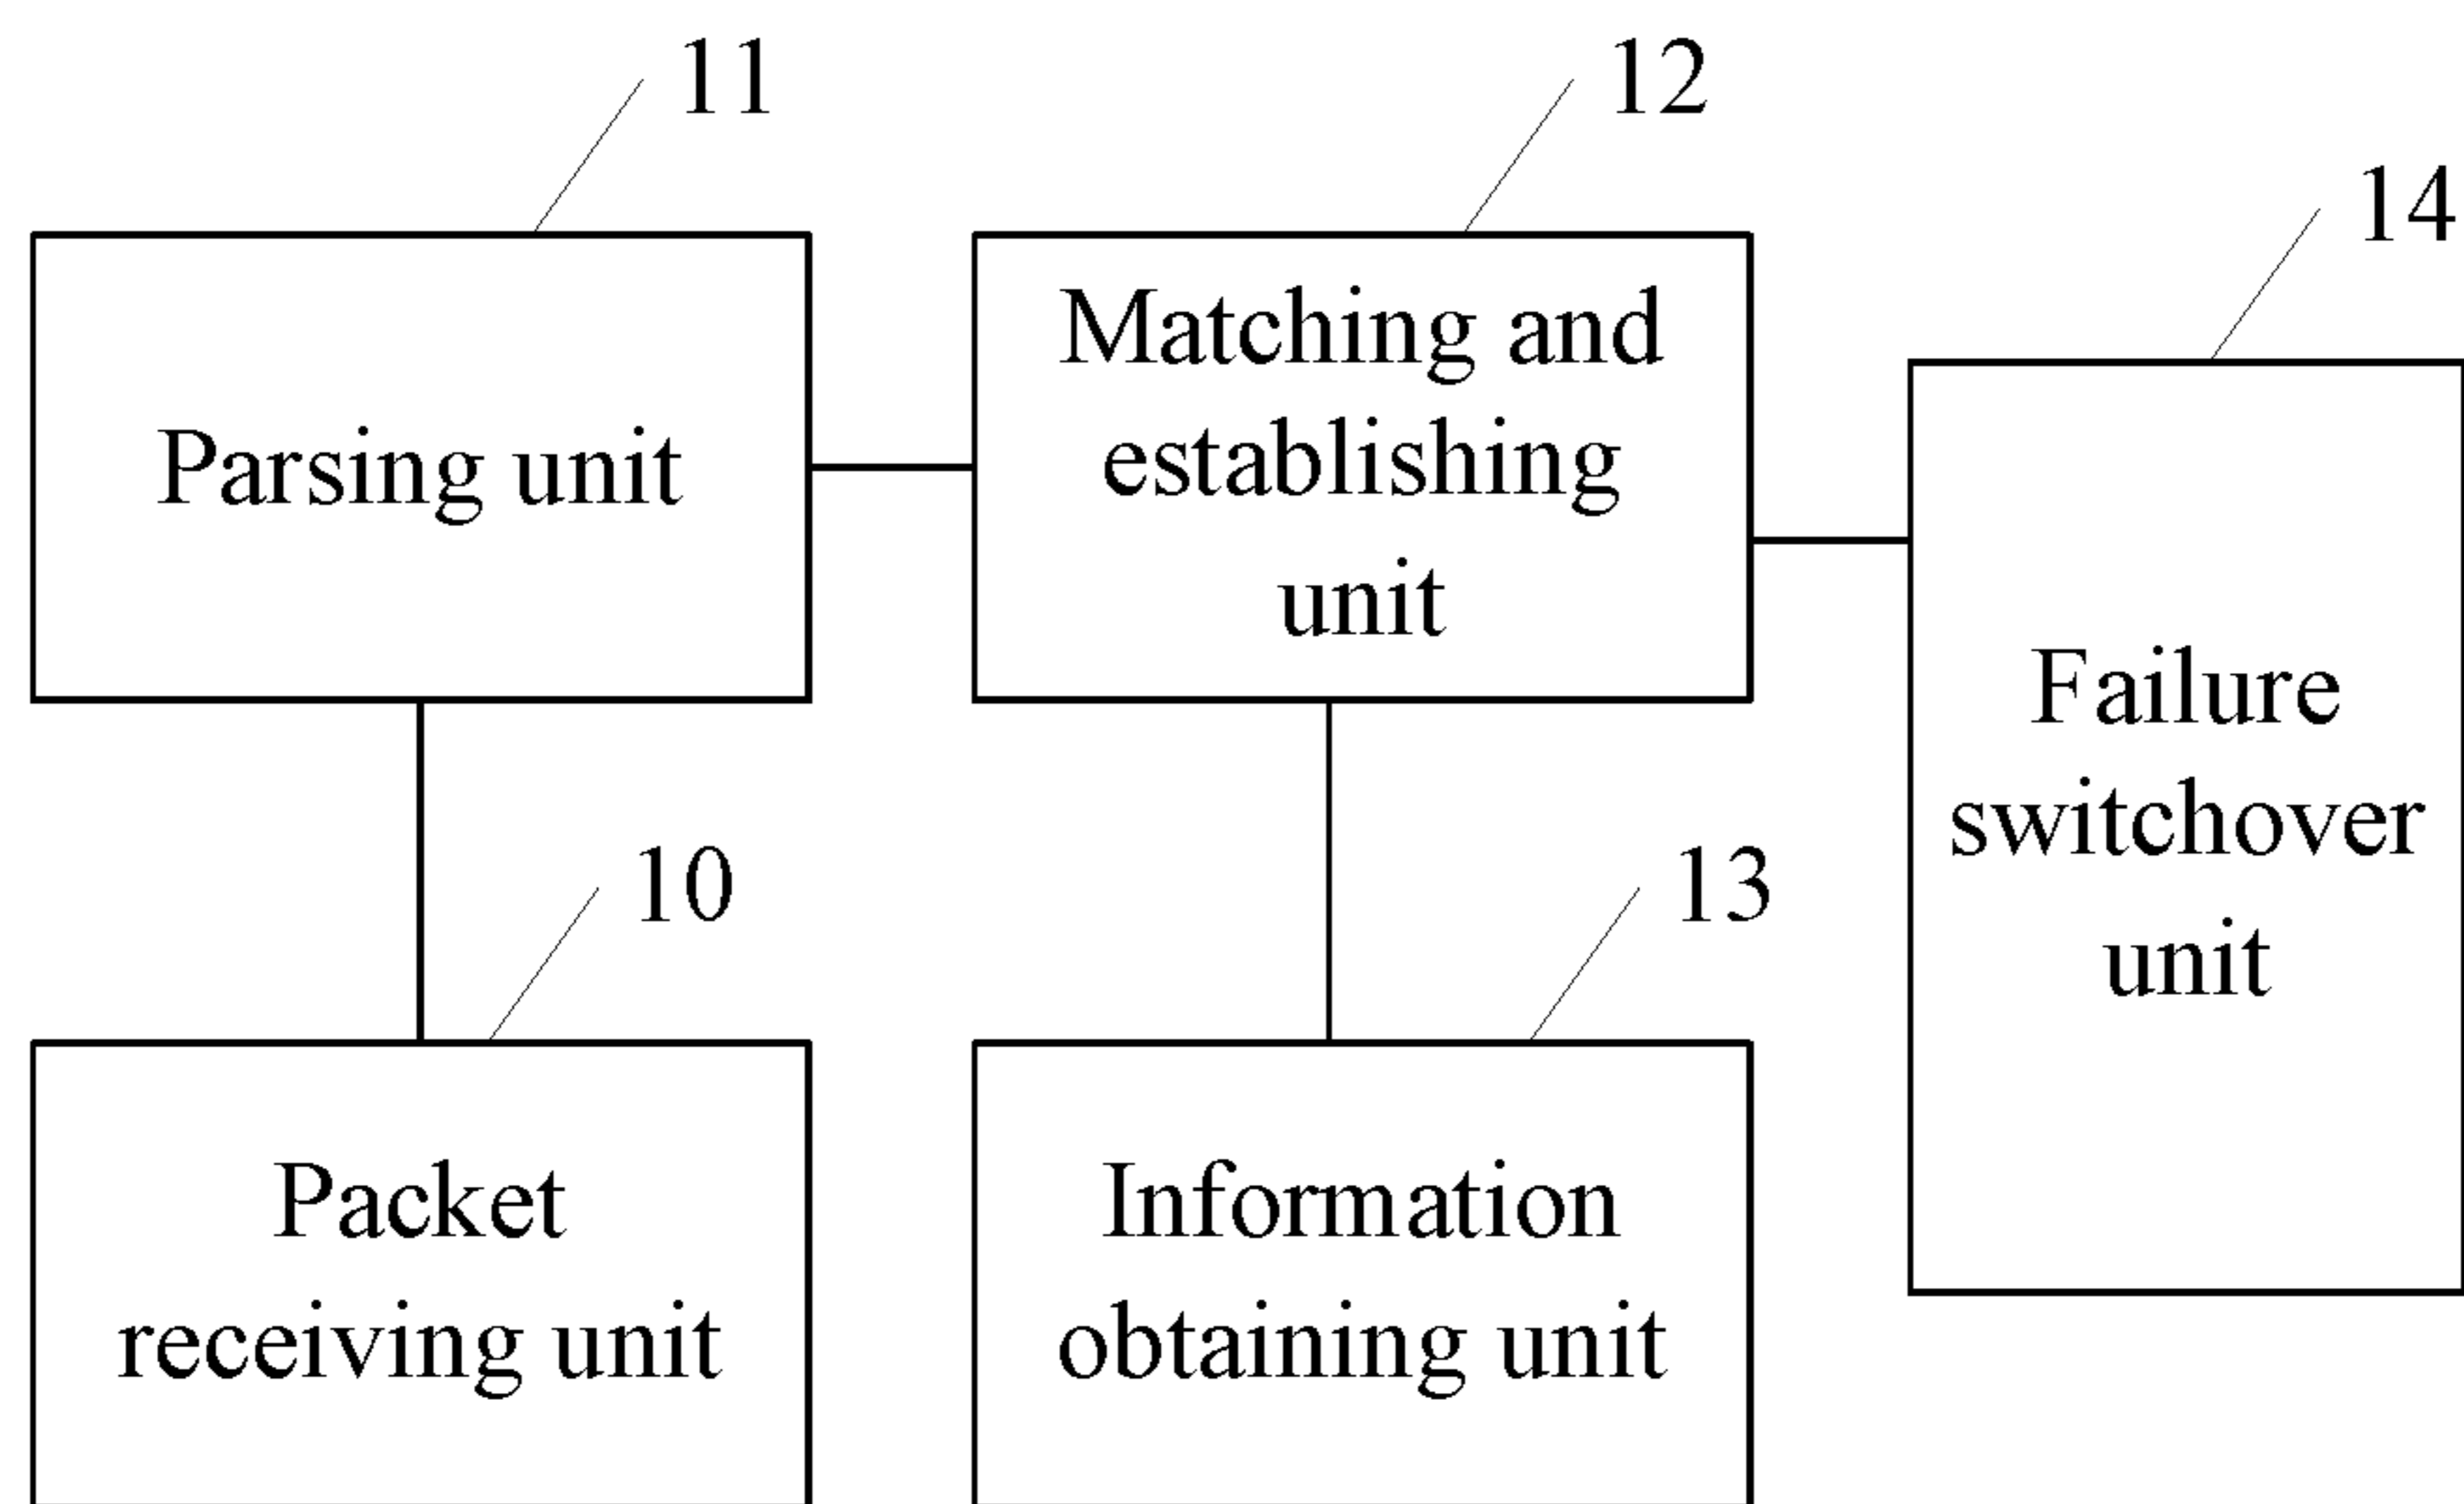 11
Parsing unit
12
Matching and
establishing
unit
14
Failure
switchover
unit
10
Packet
receiving unit
13
Information
obtaining unit